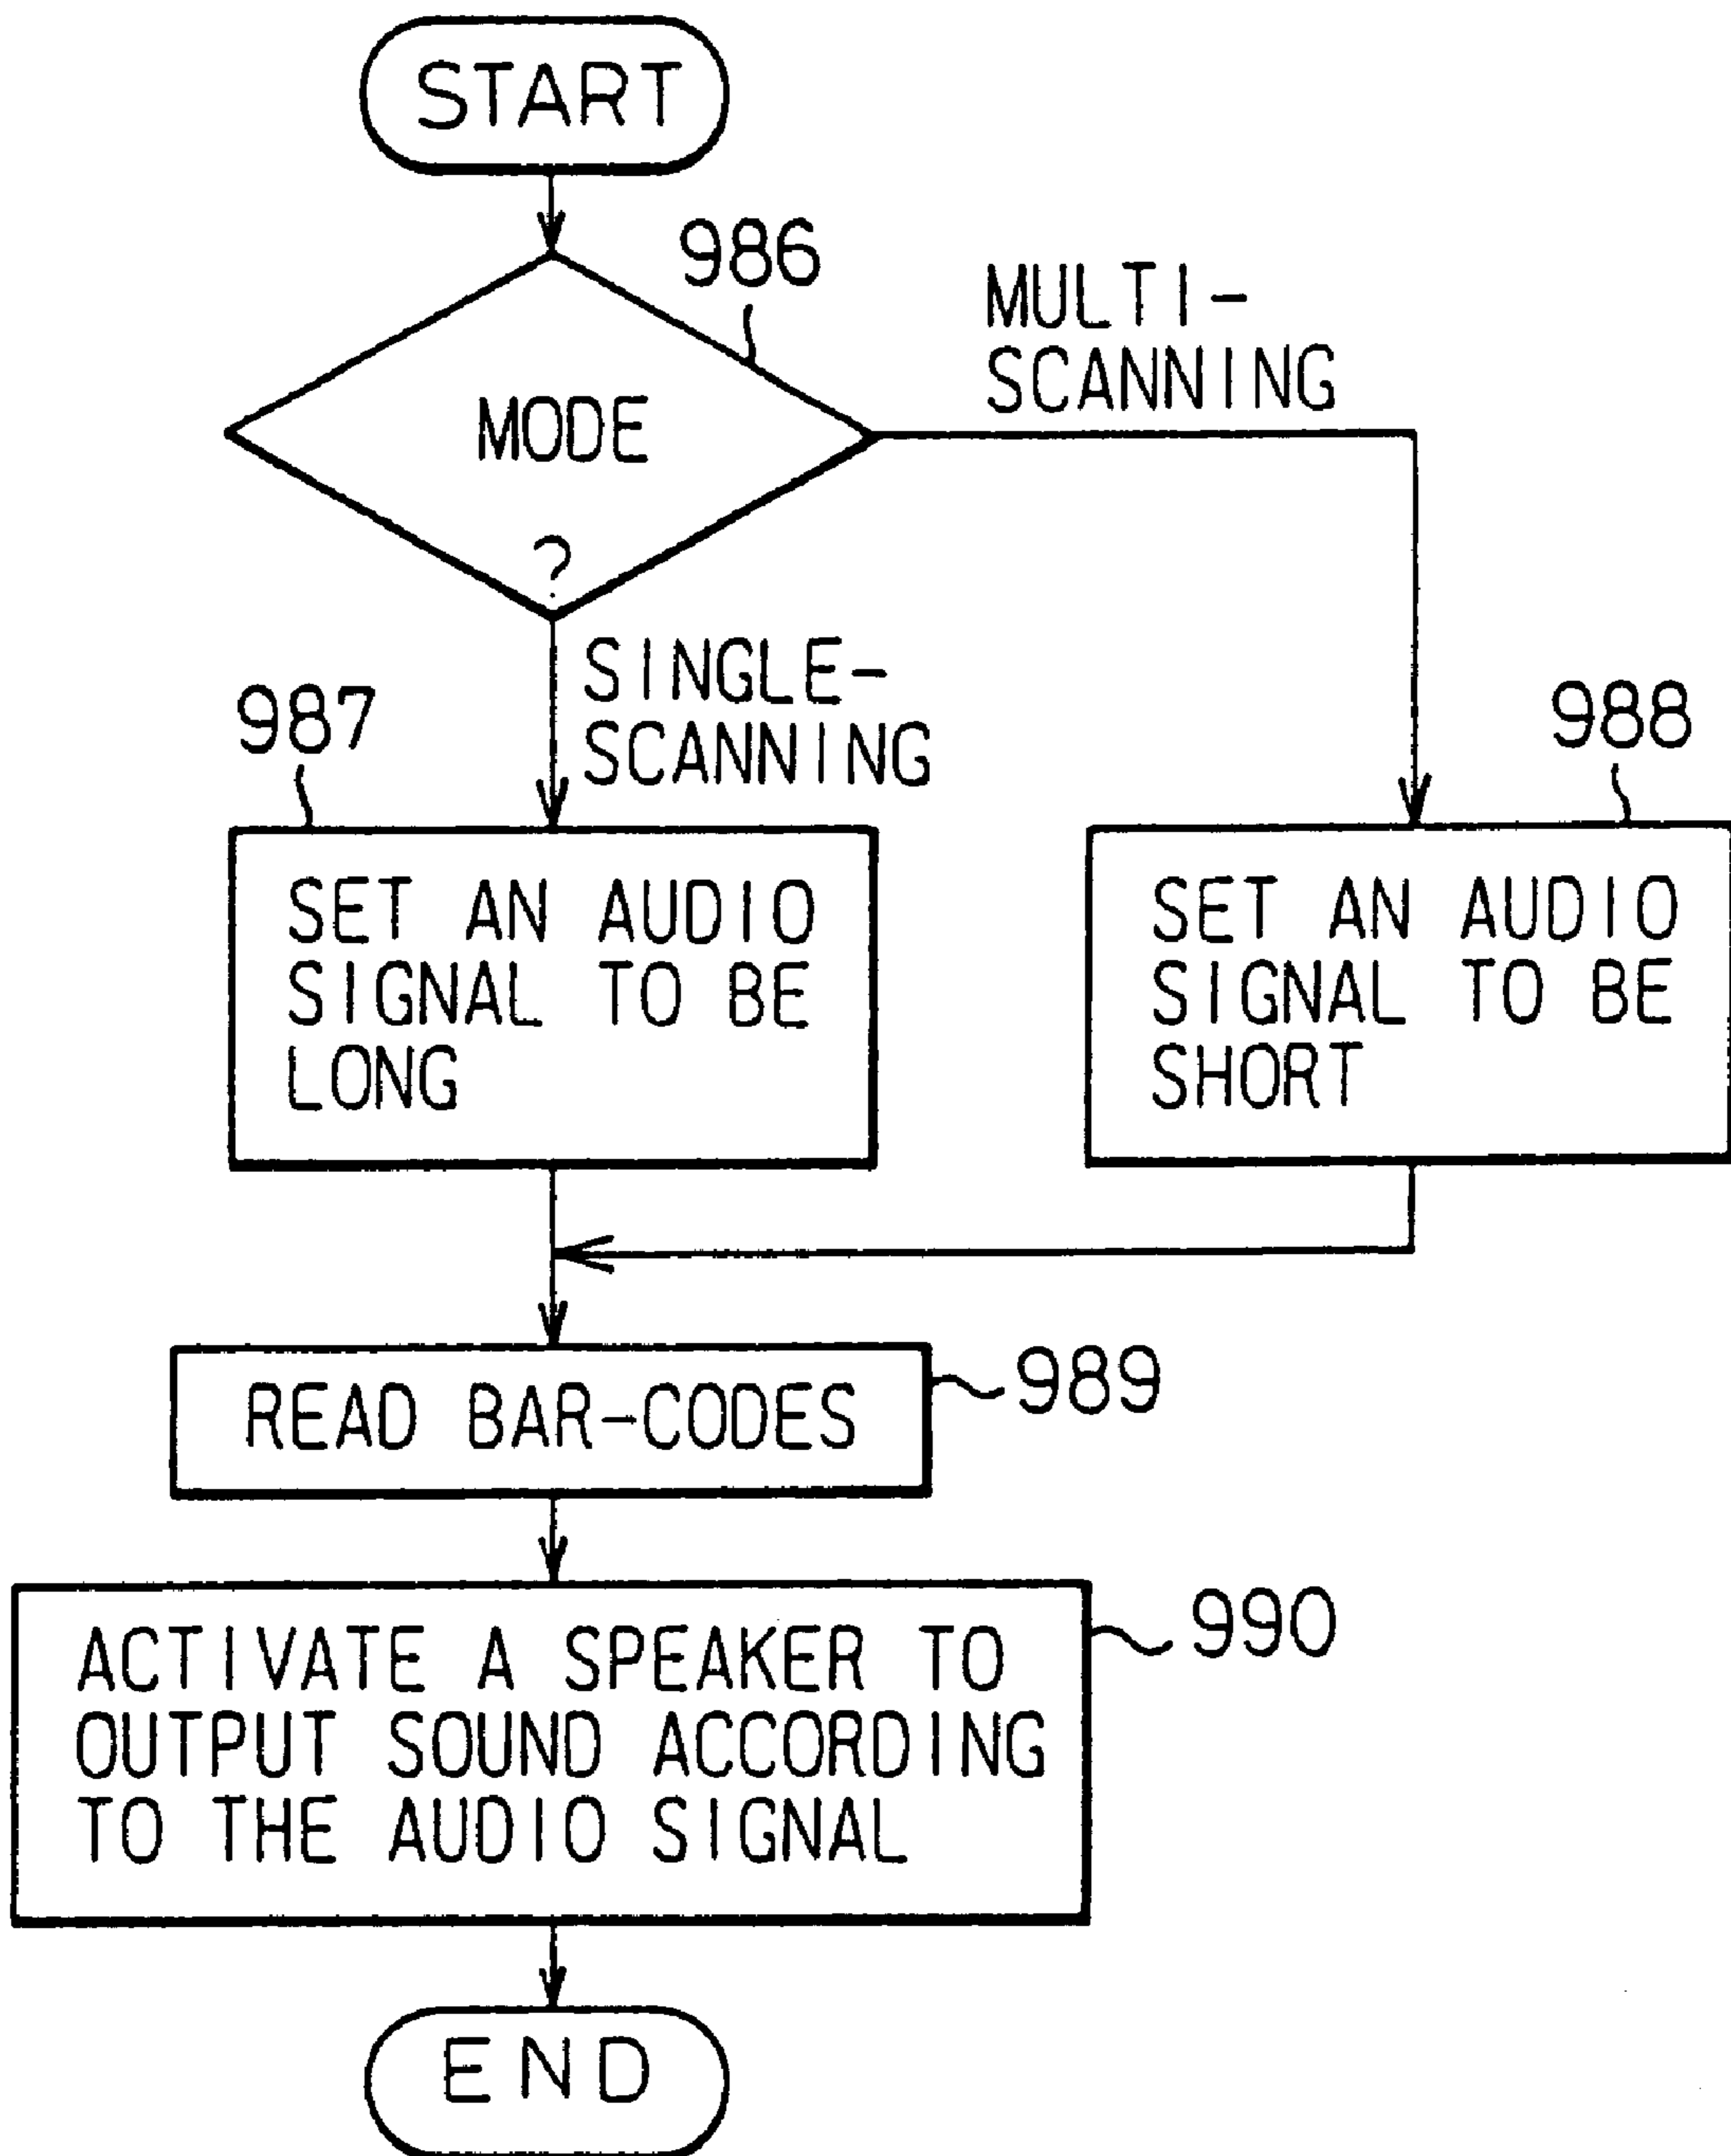 START
986
MULTI-
SCANNING
MODE
?
SINGLE-
SCANNING
987
988
SET AN AUDIO
SIGNAL TO BE
LONG
SET AN AUDIO
SIGNAL TO BE
SHORT
READ BAR-CODES
989
ACTIVATE A SPEAKER TO
OUTPUT SOUND ACCORDING
TO THE AUDIO SIGNAL
990
END